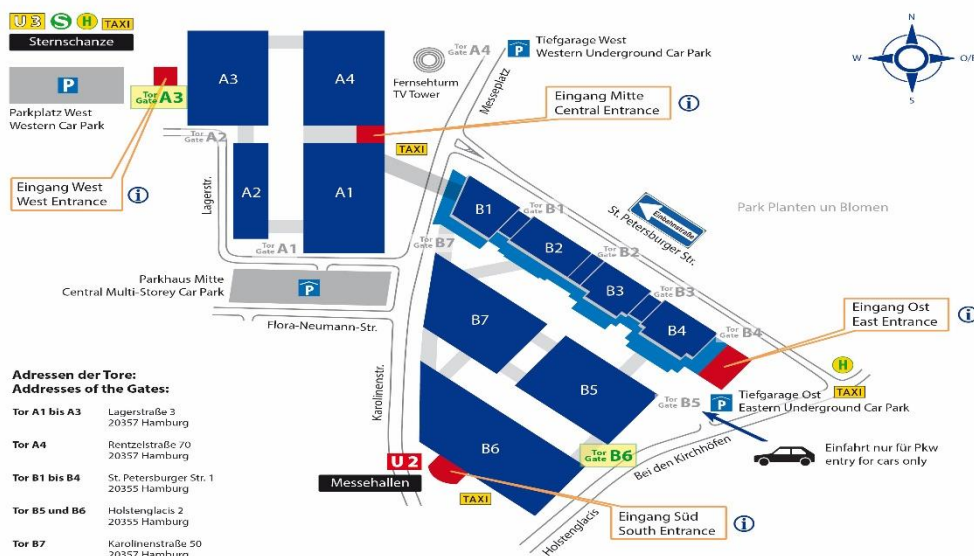 U3 S H TAXI
Sternschanze
P
Parkplatz West
Western Car Park
Tor
Gate A3
Eingang West
West Entrance
i
Tor
Gate A2
A3
A4
A2
A1
Lagerstr.
Tor
Gate A1
Fernsehturm
TV Tower
Tor
Gate A4
P
Tiefgarage West
Western Underground Car Park
Messeplatz
Eingang Mitte
Central Entrance
i
TAXI
N
W
O/E
S
B1
Tor
Gate B1
B2
Tor
Gate B2
B3
Tor
Gate B3
B4
Tor
Gate B4
Einbahnstraße
St. Petersburger Str.
Park Planten un Blomen
Tor
Gate B7
Parkhaus Mitte
Central Multi-Storey Car Park
P
Flora-Neumann-Str.
Karolinenstr.
B7
B5
B6
Eingang Ost
East Entrance
i
H
TAXI
Tor
Gate B5
P
Tiefgarage Ost
Eastern Underground Car Park
Tor
Gate B6
Bei den Kirchhöfen
Einfahrt nur für Pkw
entry for cars only
U2
Messehallen
TAXI
Eingang Süd
South Entrance
i
Holstenglacis
Adressen der Tore:
Addresses of the Gates:
Tor A1 bis A3 Lagerstraße 3
20357 Hamburg
Tor A4 Rentzelstraße 70
20357 Hamburg
Tor B1 bis B4 St. Petersburger Str. 1
20355 Hamburg
Tor B5 und B6 Holstenglacis 2
20355 Hamburg
Tor B7 Karolinenstraße 50
20357 Hamburg